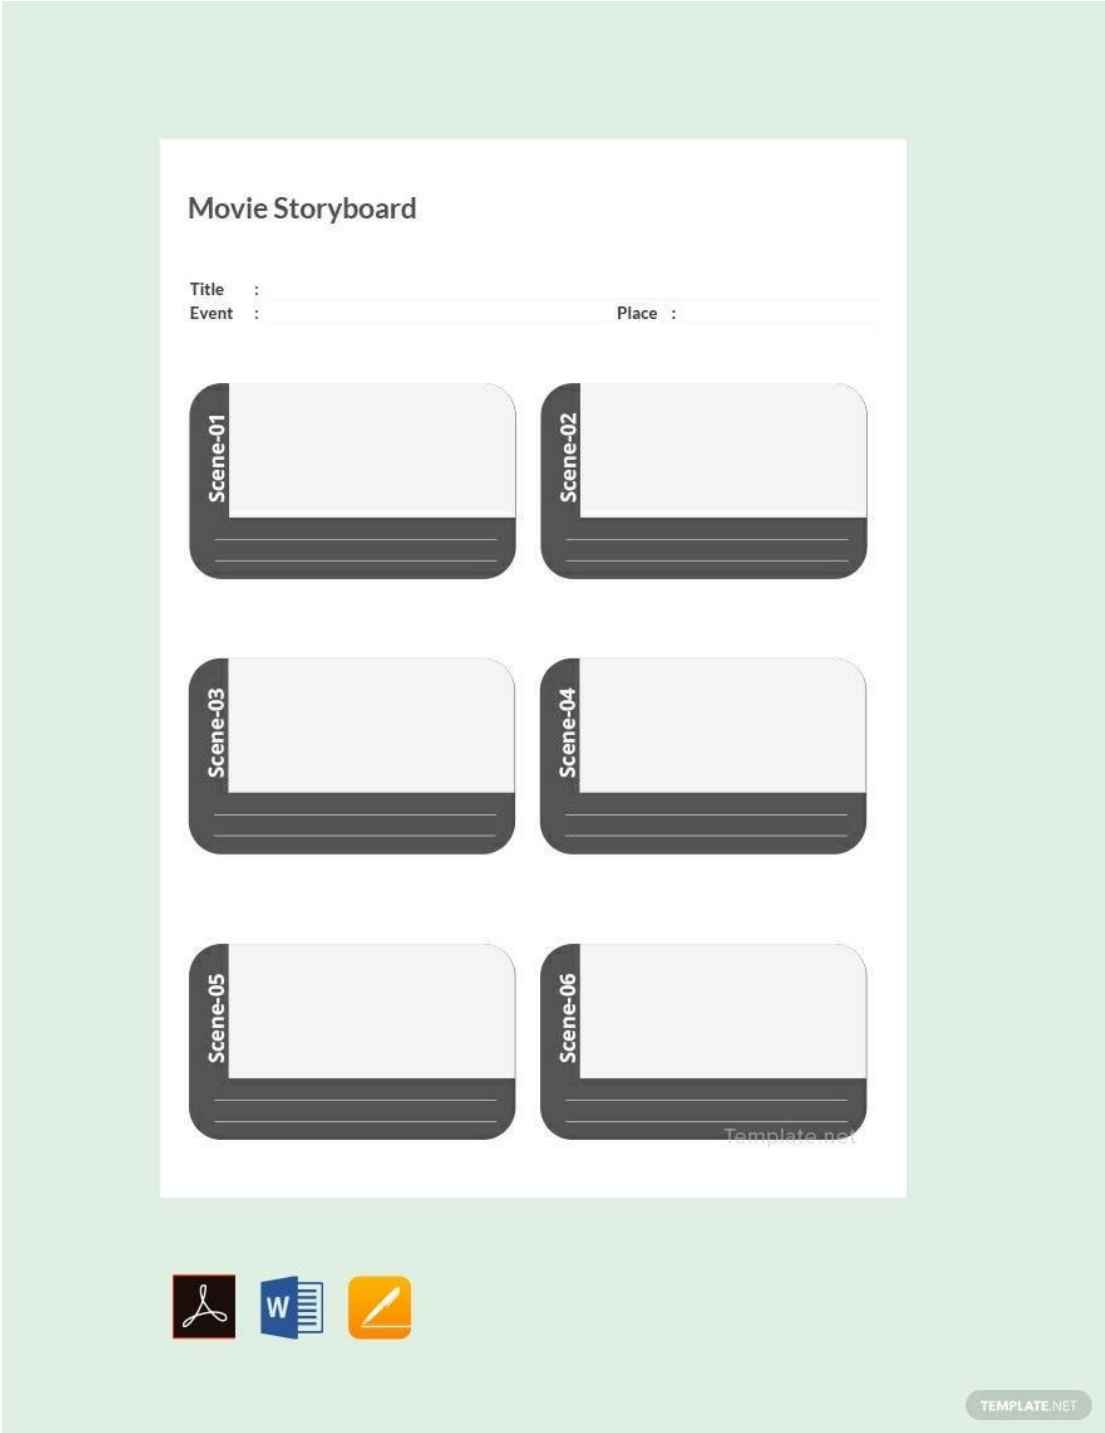 Movie Storyboard
Title :
Event : Place :
Scene-01
Scene-02
Scene-03
Scene-04
Scene-05
Scene-06
Template.net
W
TEMPLATE.NET